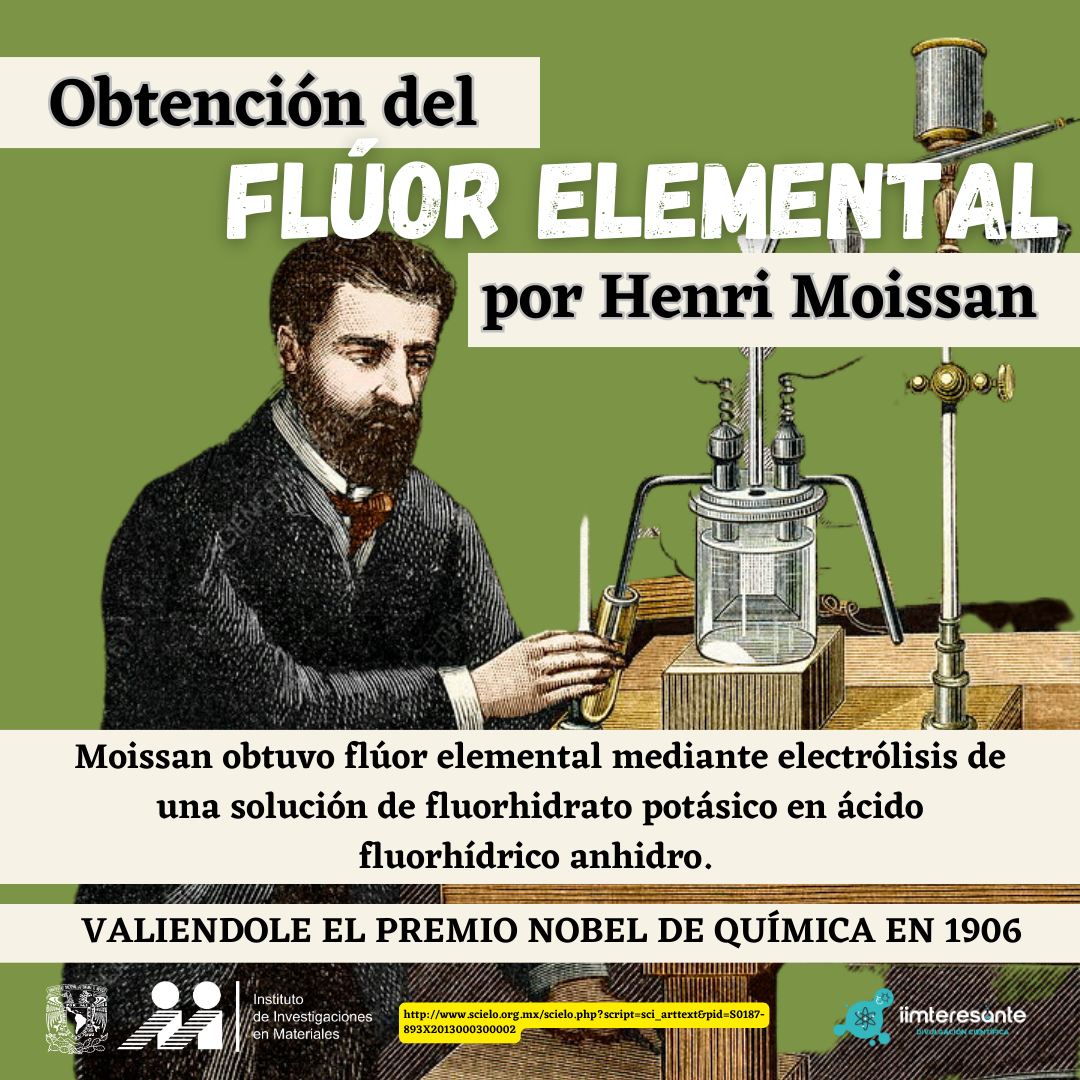 Obtención del
FLÚOR ELEMENTAL
por Henri Moissan
Moissan obtuvo flúor elemental mediante electrólisis de
una solución de fluorhidrato potásico en ácido
fluorhídrico anhidro.
VALIENDOLE EL PREMIO NOBEL DE QUÍMICA EN 1906
Instituto
de Investigaciones
en Materiales
http://www.scielo.org.mx/scielo.php?script=sci_arttext&pid=S0187-
893X2013000300002
iimteresante
DIVULGACIÓN CIENTÍFICA